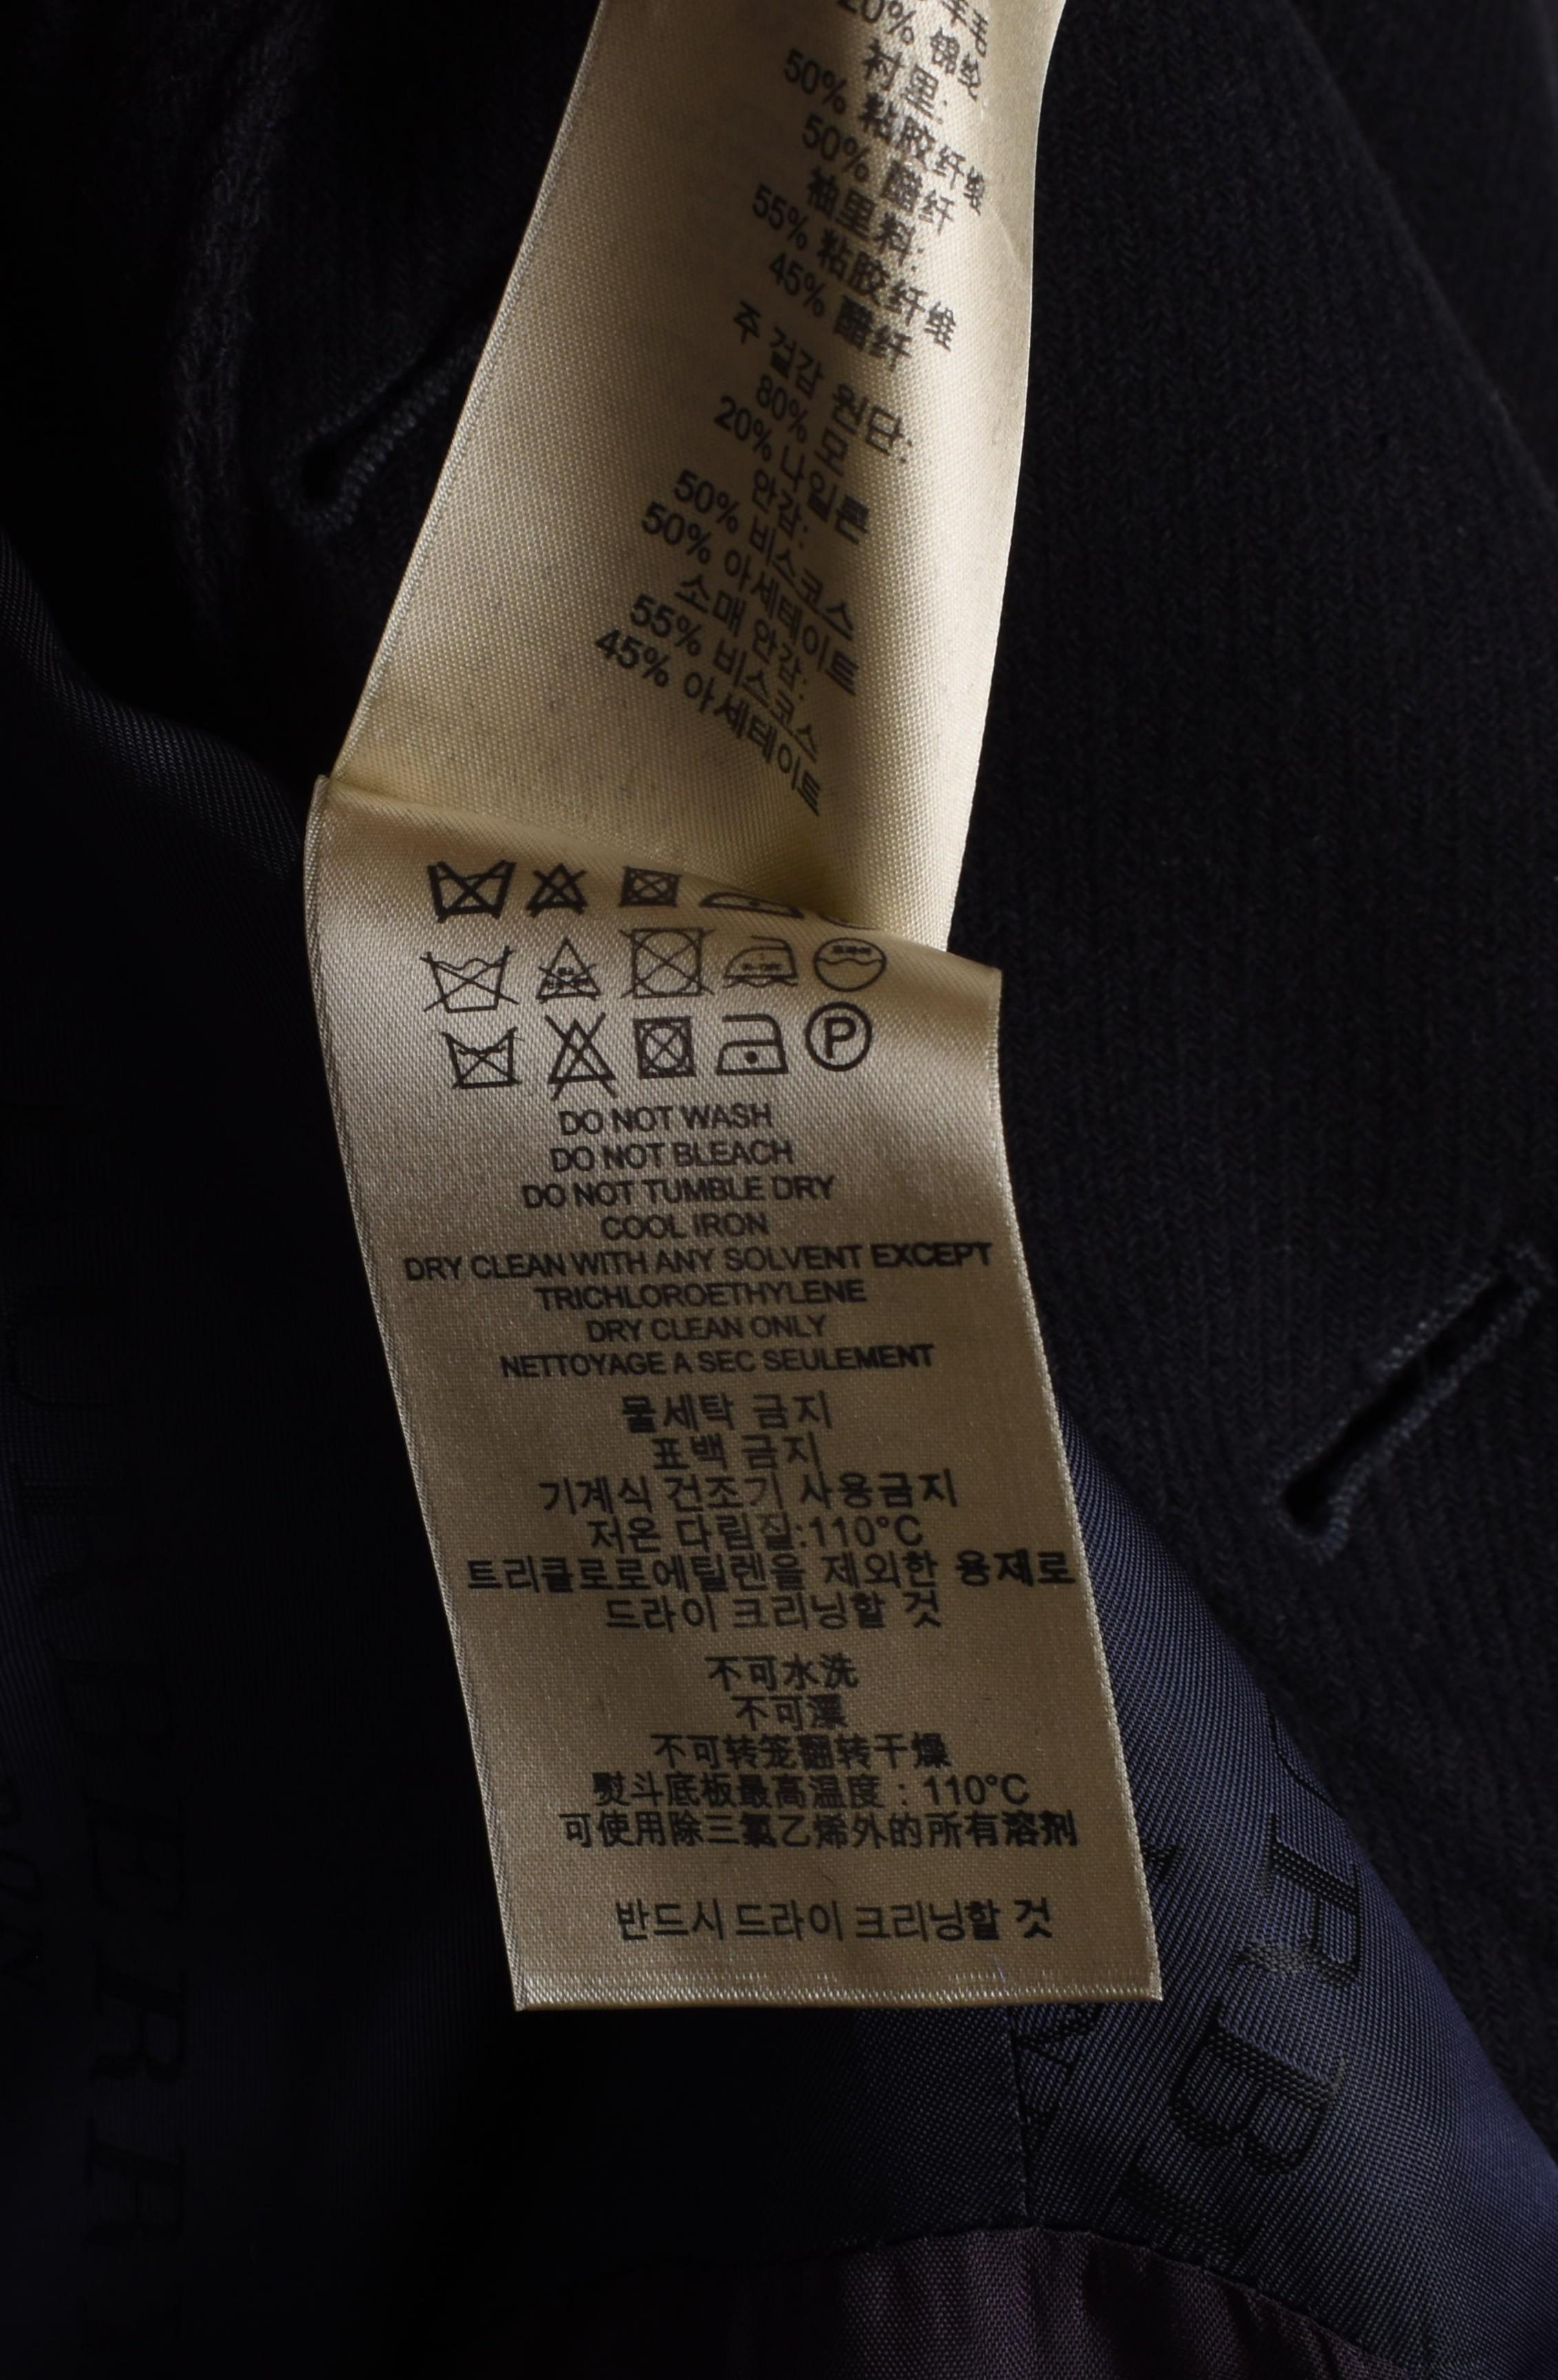 羊毛
20% 锦纶
衬里:
50% 粘胶纤维
50% 醋纤
袖里料:
55% 粘胶纤维
45% 醋纤
주 겉감 원단:
80% 모
20% 나일론
안감:
50% 비스코스
50% 아세테이트
소매 안감:
55% 비스코스
45% 아세테이트
P
DO NOT WASH
DO NOT BLEACH
DO NOT TUMBLE DRY
COOL IRON
DRY CLEAN WITH ANY SOLVENT EXCEPT
TRICHLOROETHYLENE
DRY CLEAN ONLY
NETTOYAGE A SEC SEULEMENT
물세탁 금지
표백 금지
기계식 건조기 사용금지
저온 다림질:110°C
트리클로로에틸렌을 제외한 용제로
드라이 크리닝할 것
不可水洗
不可漂
不可转笼翻转干燥
熨斗底板最高温度：110°C
可使用除三氯乙烯外的所有溶剂
반드시 드라이 크리닝할 것